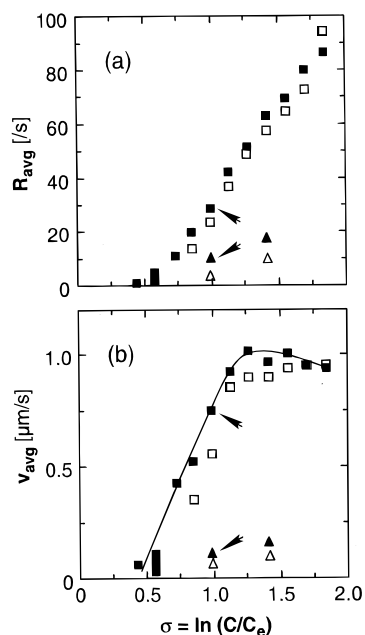 100
80
60
40
20
0
(a)
R_avg [/s]
1.0
0.5
0
(b)
v_avg [µm/s]
0 0.5 1.0 1.5 2.0
σ = ln (C/C_e)